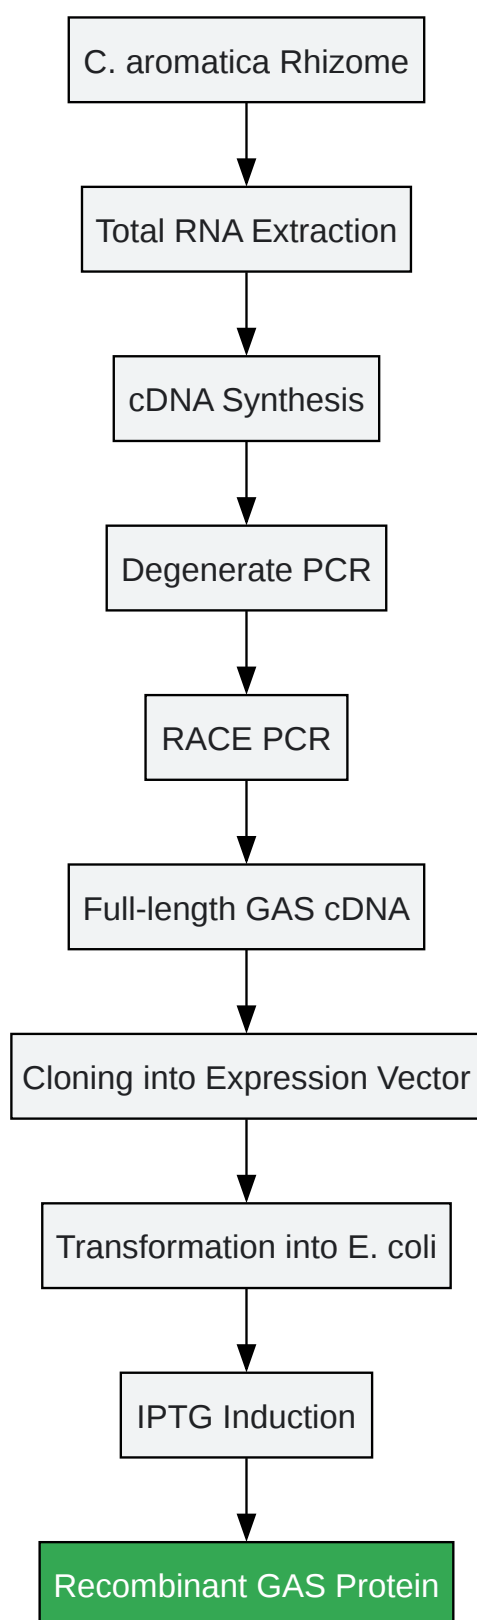 C. aromatica Rhizome
Total RNA Extraction
cDNA Synthesis
Degenerate PCR
RACE PCR
Full-length GAS cDNA
Cloning into Expression Vector
Transformation into E. coli
IPTG Induction
Recombinant GAS Protein